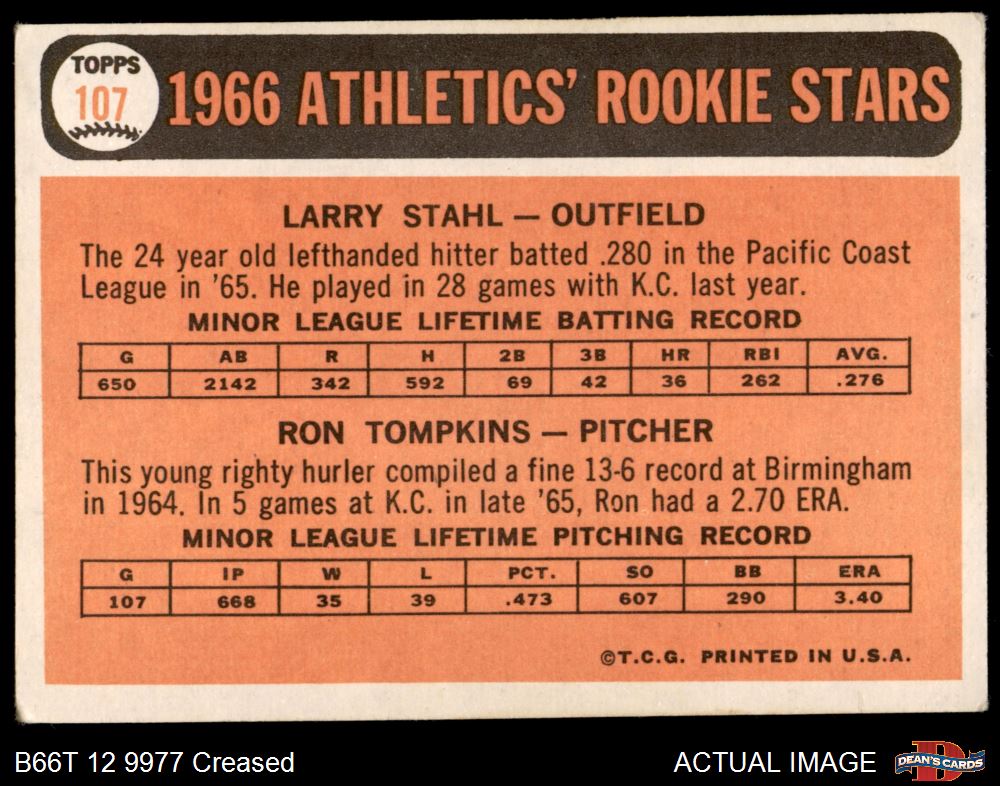 TOPPS
107
1966 ATHLETICS' ROOKIE STARS
LARRY STAHL — OUTFIELD
The 24 year old lefthanded hitter batted .280 in the Pacific Coast
League in '65. He played in 28 games with K.C. last year.
MINOR LEAGUE LIFETIME BATTING RECORD
G AB R H 2B 3B HR RBI AVG.
650 2142 342 592 69 42 36 262 .276
RON TOMPKINS — PITCHER
This young righty hurler compiled a fine 13-6 record at Birmingham
in 1964. In 5 games at K.C. in late '65, Ron had a 2.70 ERA.
MINOR LEAGUE LIFETIME PITCHING RECORD
G IP W L PCT. SO BB ERA
107 668 35 39 .473 607 290 3.40
©T.C.G. PRINTED IN U.S.A.
B66T 12 9977 Creased
ACTUAL IMAGE
DEAN'S CARDS